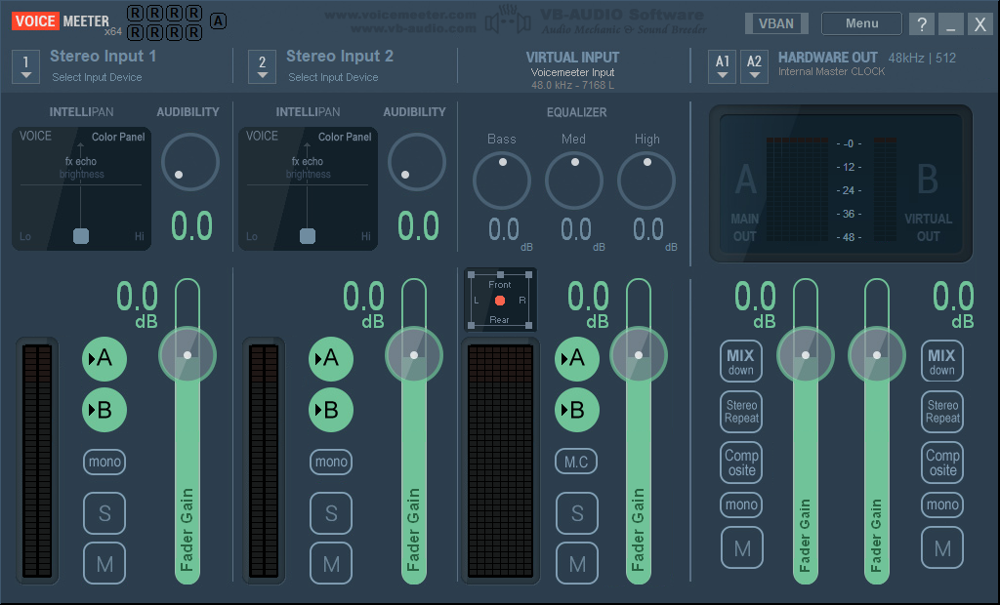 VOICE MEETER x64
R R R R A
R R R R
www.voicemeeter.com
www.vb-audio.com
VB-AUDIO Software
Audio Mechanic & Sound Breeder
VBAN
Menu
? _ X
1
Stereo Input 1
Select Input Device
2
Stereo Input 2
Select Input Device
VIRTUAL INPUT
Voicemeeter Input
48.0 kHz - 7168 L
A1 A2
HARDWARE OUT 48kHz | 512
Internal Master CLOCK
INTELLIPAN AUDIBILITY
VOICE Color Panel
fx echo
brightness
Lo Hi
0.0
INTELLIPAN AUDIBILITY
VOICE Color Panel
fx echo
brightness
Lo Hi
0.0
EQUALIZER
Bass Med High
0.0 0.0 0.0
dB dB dB
-0 -
- 12 -
- 24 -
- 36 -
- 48 -
A
MAIN
OUT
B
VIRTUAL
OUT
0.0
dB
A
B
mono
S
M
Fader Gain
0.0
dB
A
B
mono
S
M
Fader Gain
Front
L R
Rear
0.0
dB
A
B
M.C
S
M
Fader Gain
0.0
dB
MIX
down
Stereo
Repeat
Comp
osite
mono
M
Fader Gain
Fader Gain
0.0
dB
MIX
down
Stereo
Repeat
Comp
osite
mono
M